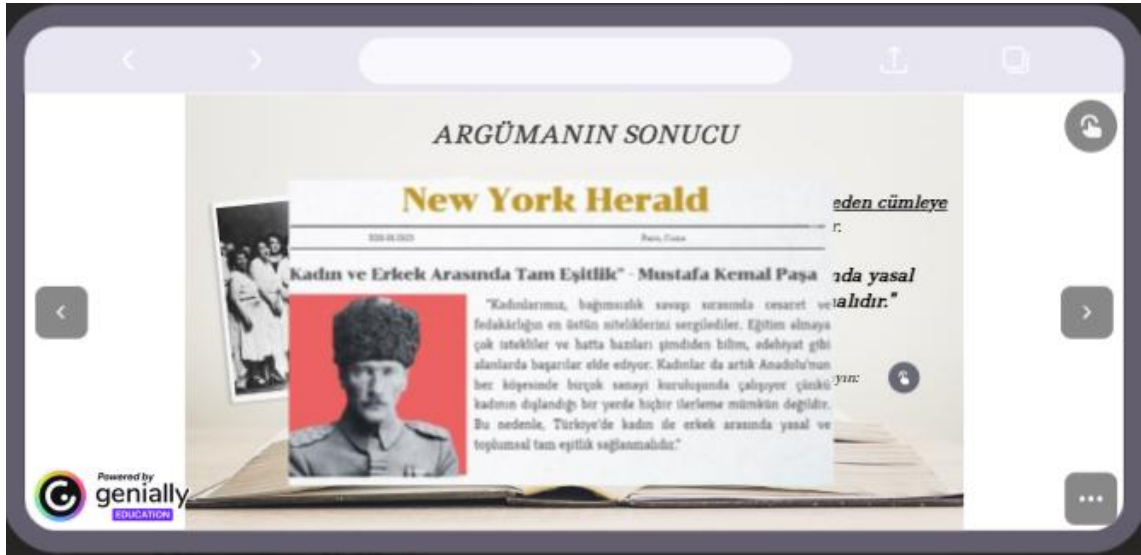 ARGÜMANIN SONUCU
New York Herald
eden cümleye
Kadın ve Erkek Arasında Tam Eşitlik" - Mustafa Kemal Paşa
nda yasal
alıdır."
"Kadınlarımız, bağımsızlık savaşı sırasında cesaret ve
fedakârlığın en üstün niteliklerini sergilediler. Eğitim almaya
çok istekliler ve hatta bazıları şimdiden bilim, edebiyat gibi
alanlarda başarılar elde ediyor. Kadınlar da artık Anadolu'nun
her köşesinde birçok sanayi kuruluşunda çalışıyor çünkü
kadının dışlandığı bir yerde hiçbir ilerleme mümkün değildir.
Bu nedenle, Türkiye'de kadın ile erkek arasında yasal ve
toplumsal tam eşitlik sağlanmalıdır."
yın:
Powered by
genially
EDUCATION